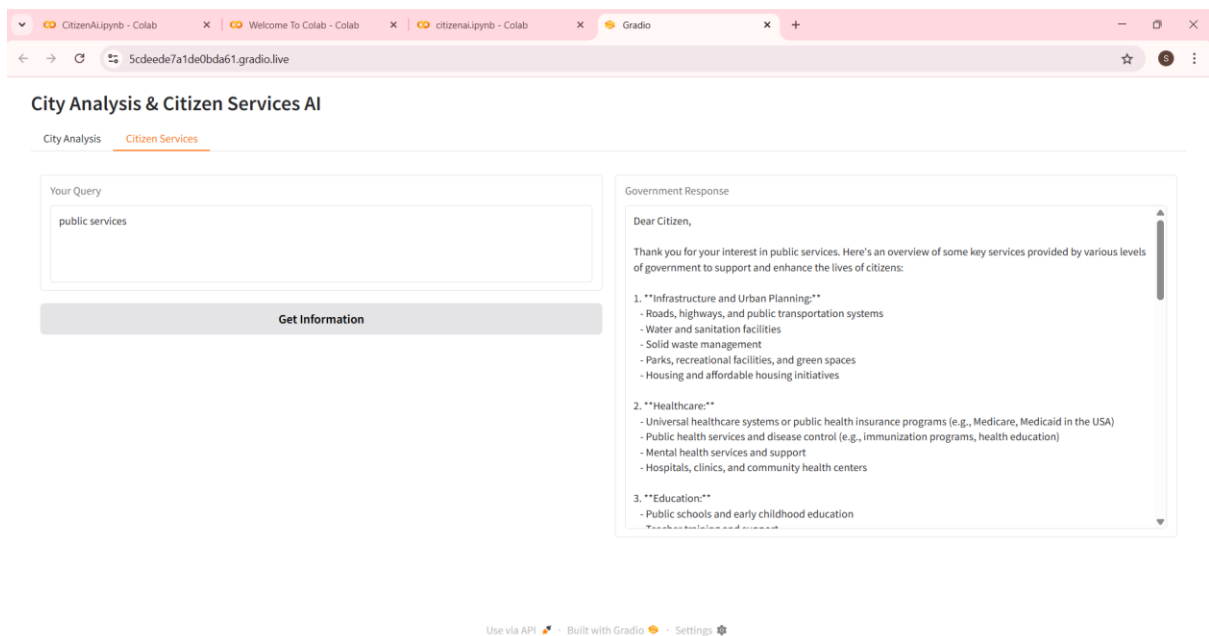 CitizenAi.ipynb - Colab
Welcome To Colab - Colab
citizenai.ipynb - Colab
Gradio
5cdeede7a1de0bda61.gradio.live
S
City Analysis & Citizen Services AI
City Analysis
Citizen Services
Your Query
public services
Get Information
Government Response
Dear Citizen,
Thank you for your interest in public services. Here's an overview of some key services provided by various levels
of government to support and enhance the lives of citizens:
1. **Infrastructure and Urban Planning:**
- Roads, highways, and public transportation systems
- Water and sanitation facilities
- Solid waste management
- Parks, recreational facilities, and green spaces
- Housing and affordable housing initiatives
2. **Healthcare:**
- Universal healthcare systems or public health insurance programs (e.g., Medicare, Medicaid in the USA)
- Public health services and disease control (e.g., immunization programs, health education)
- Mental health services and support
- Hospitals, clinics, and community health centers
3. **Education:**
- Public schools and early childhood education
- Teacher training and support
Use via API · Built with Gradio · Settings